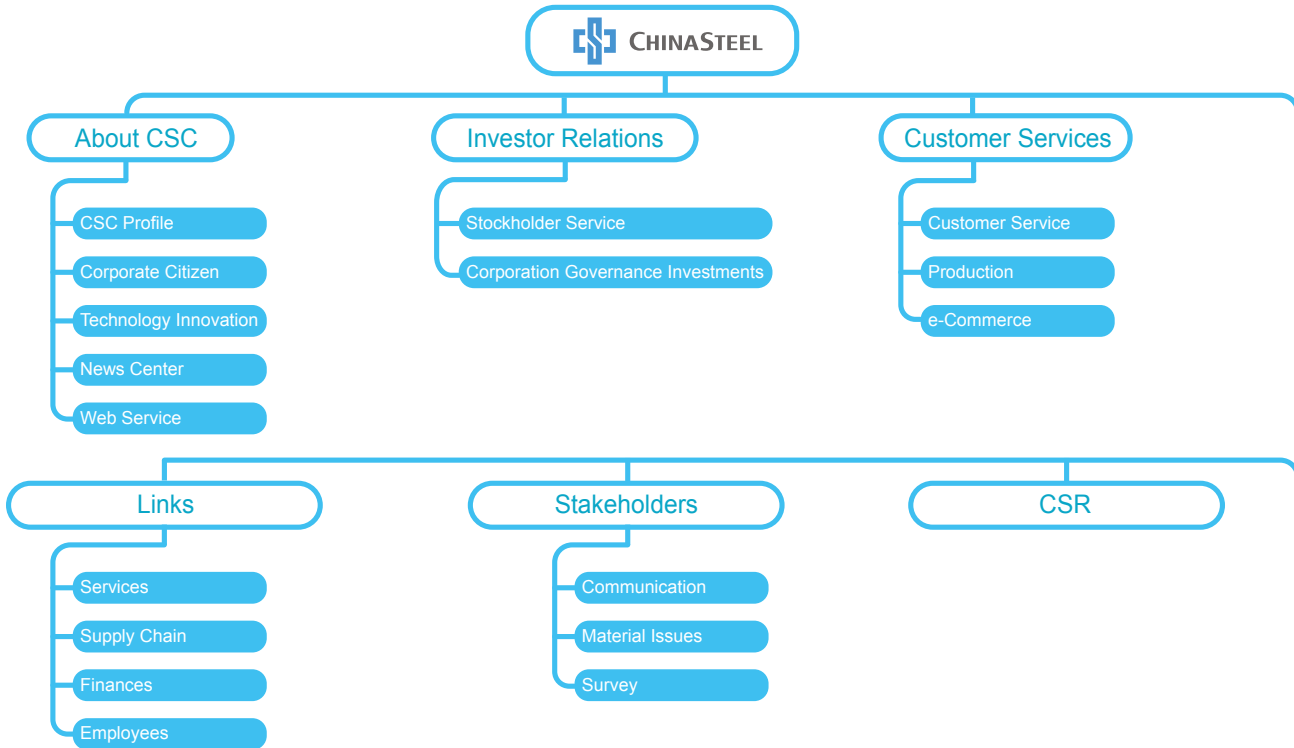 CHINASTEEL
About CSC
CSC Profile
Corporate Citizen
Technology Innovation
News Center
Web Service
Investor Relations
Stockholder Service
Corporation Governance Investments
Customer Services
Customer Service
Production
e-Commerce
Links
Services
Supply Chain
Finances
Employees
Stakeholders
Communication
Material Issues
Survey
CSR